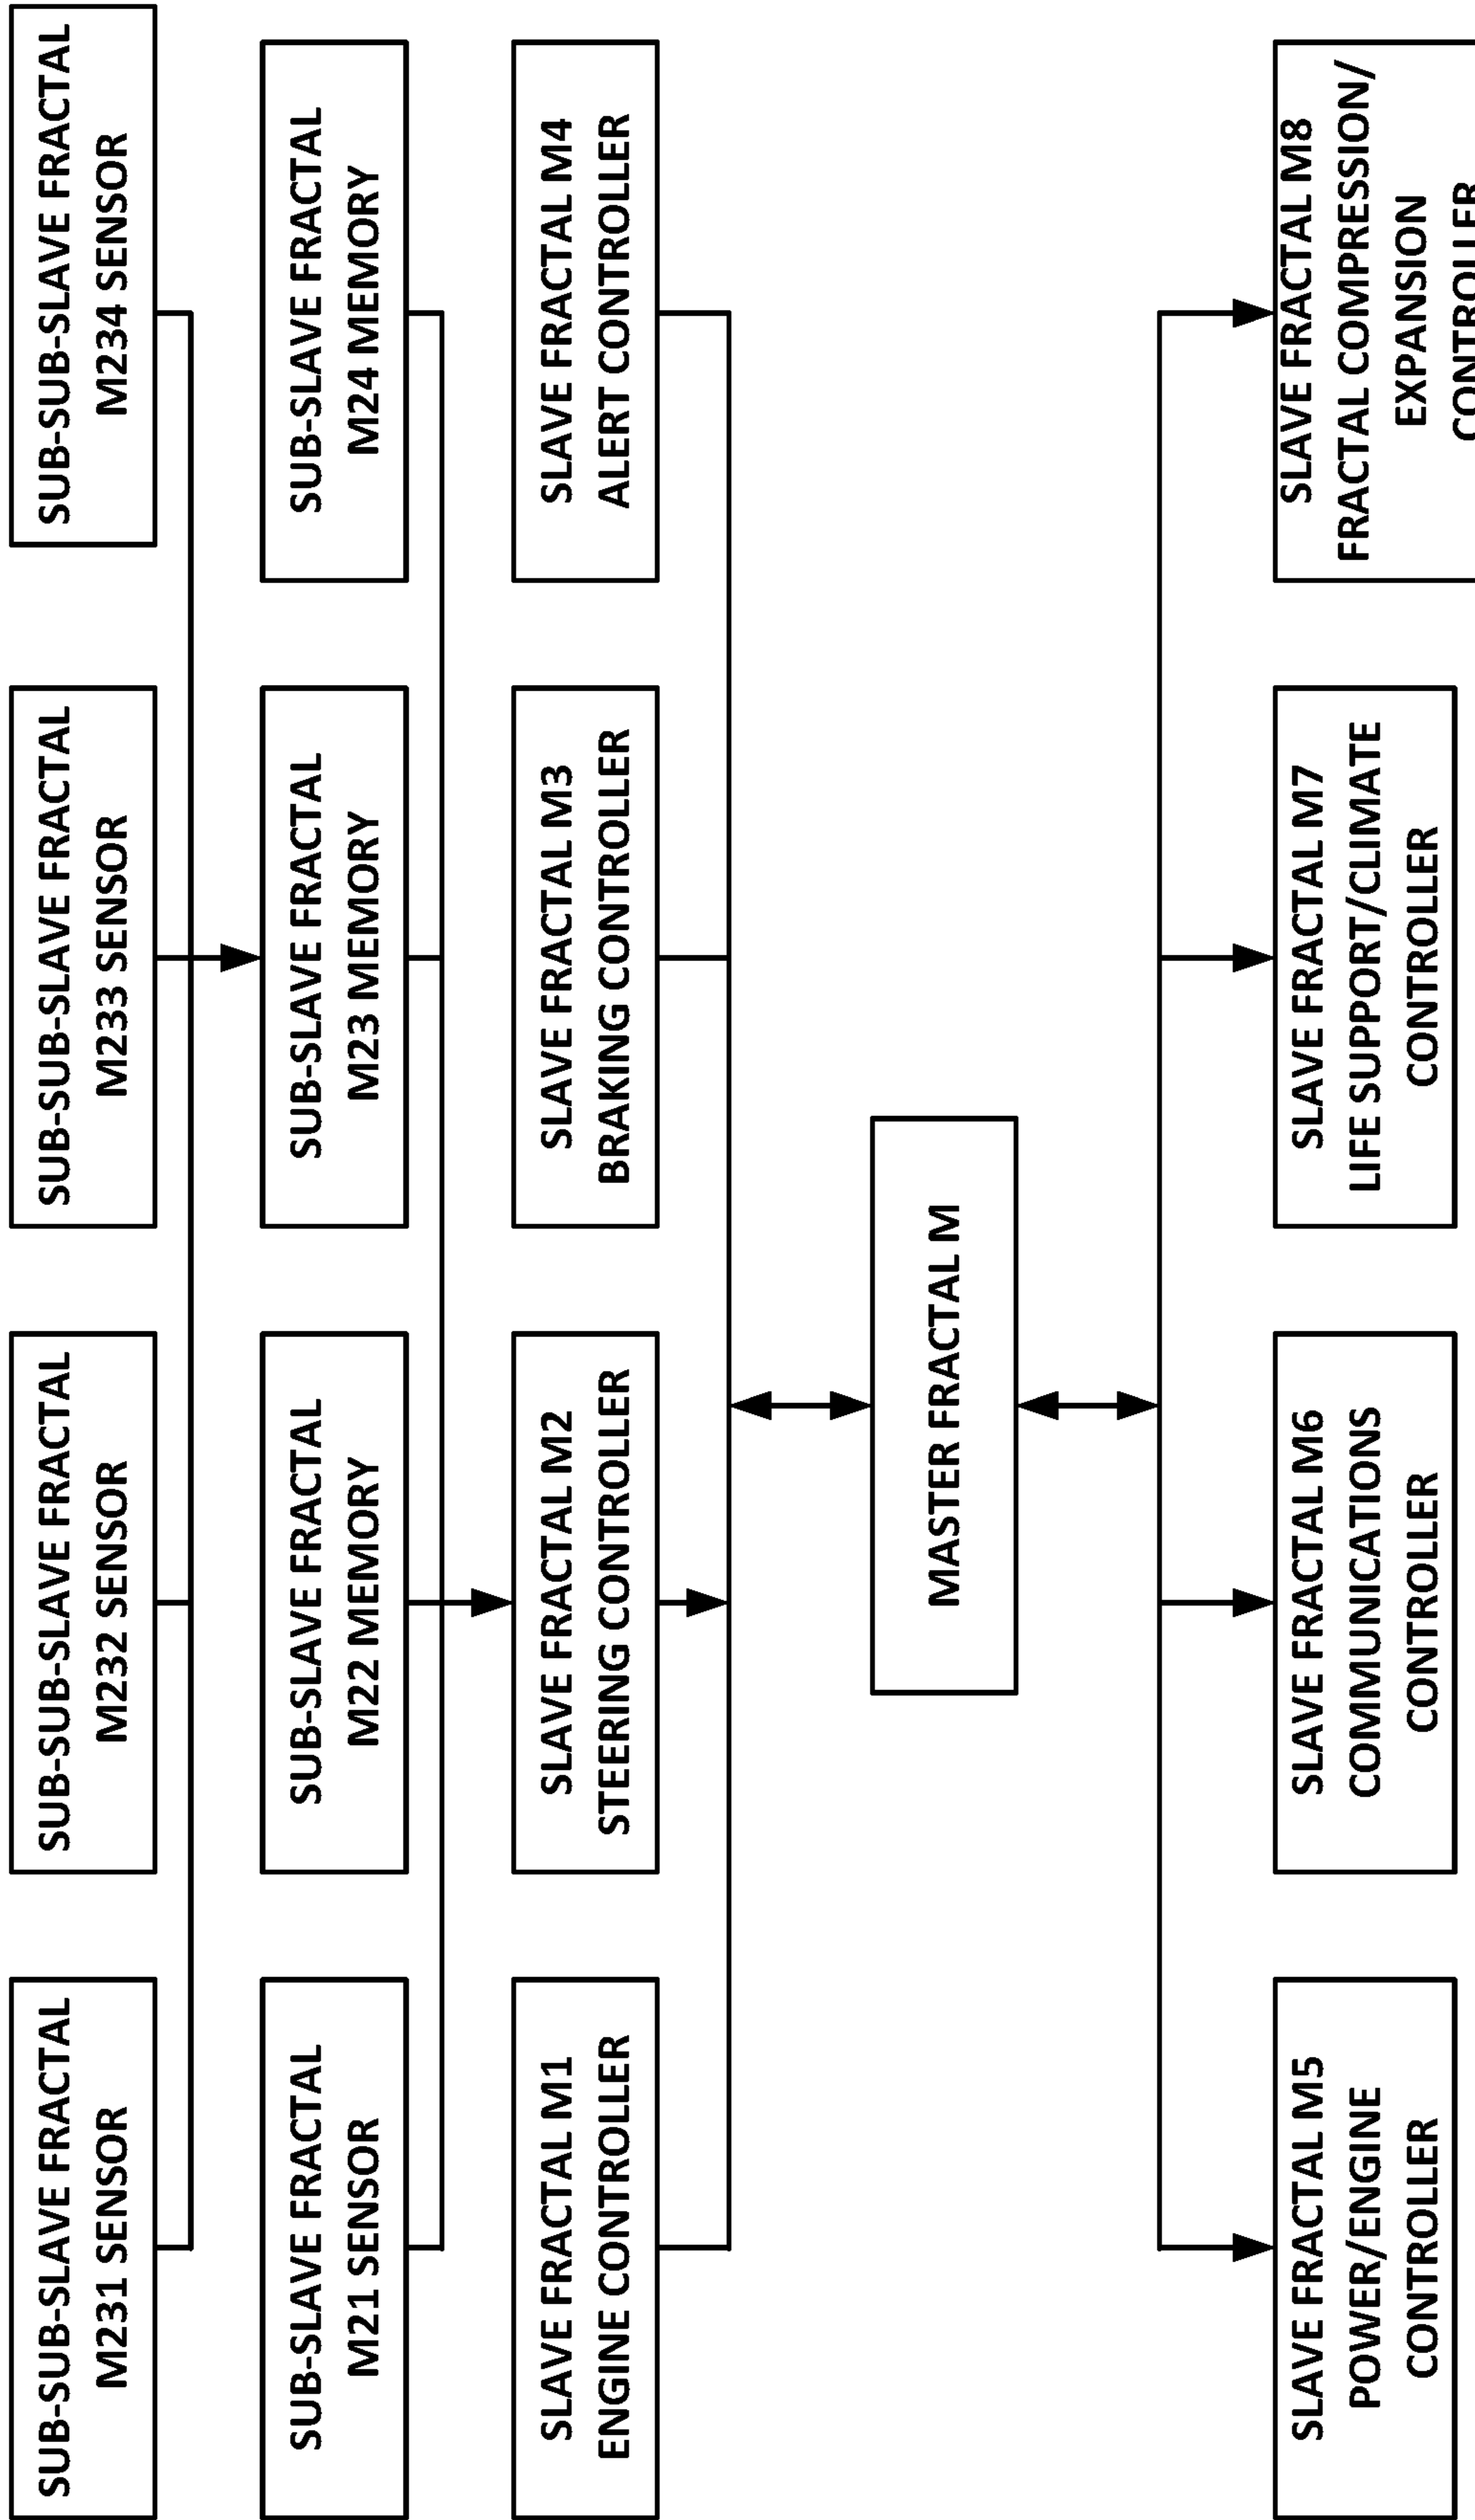 SUB-SUB-SLAVE FRACTAL
M231 SENSOR
SUB-SUB-SLAVE FRACTAL
M232 SENSOR
SUB-SUB-SLAVE FRACTAL
M233 SENSOR
SUB-SUB-SLAVE FRACTAL
M234 SENSOR
SUB-SLAVE FRACTAL
M21 SENSOR
SUB-SLAVE FRACTAL
M22 MEMORY
SUB-SLAVE FRACTAL
M23 MEMORY
SUB-SLAVE FRACTAL
M24 MEMORY
SLAVE FRACTAL M1
ENGINE CONTROLLER
SLAVE FRACTAL M2
STEERING CONTROLLER
SLAVE FRACTAL M3
BRAKING CONTROLLER
SLAVE FRACTAL M4
ALERT CONTROLLER
MASTER FRACTAL M
SLAVE FRACTAL M5
POWER/ENGINE
CONTROLLER
SLAVE FRACTAL M6
COMMUNICATIONS
CONTROLLER
SLAVE FRACTAL M7
LIFE SUPPORT/CLIMATE
CONTROLLER
SLAVE FRACTAL M8
FRACTAL COMPRESSION/
EXPANSION
CONTROLLER